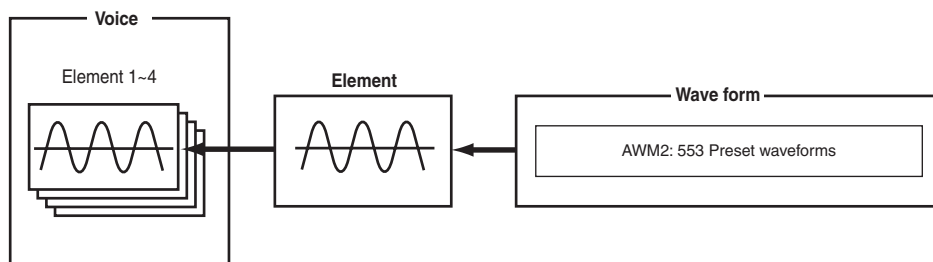 Voice
Element 1~4
Element
Wave form
AWM2: 553 Preset waveforms